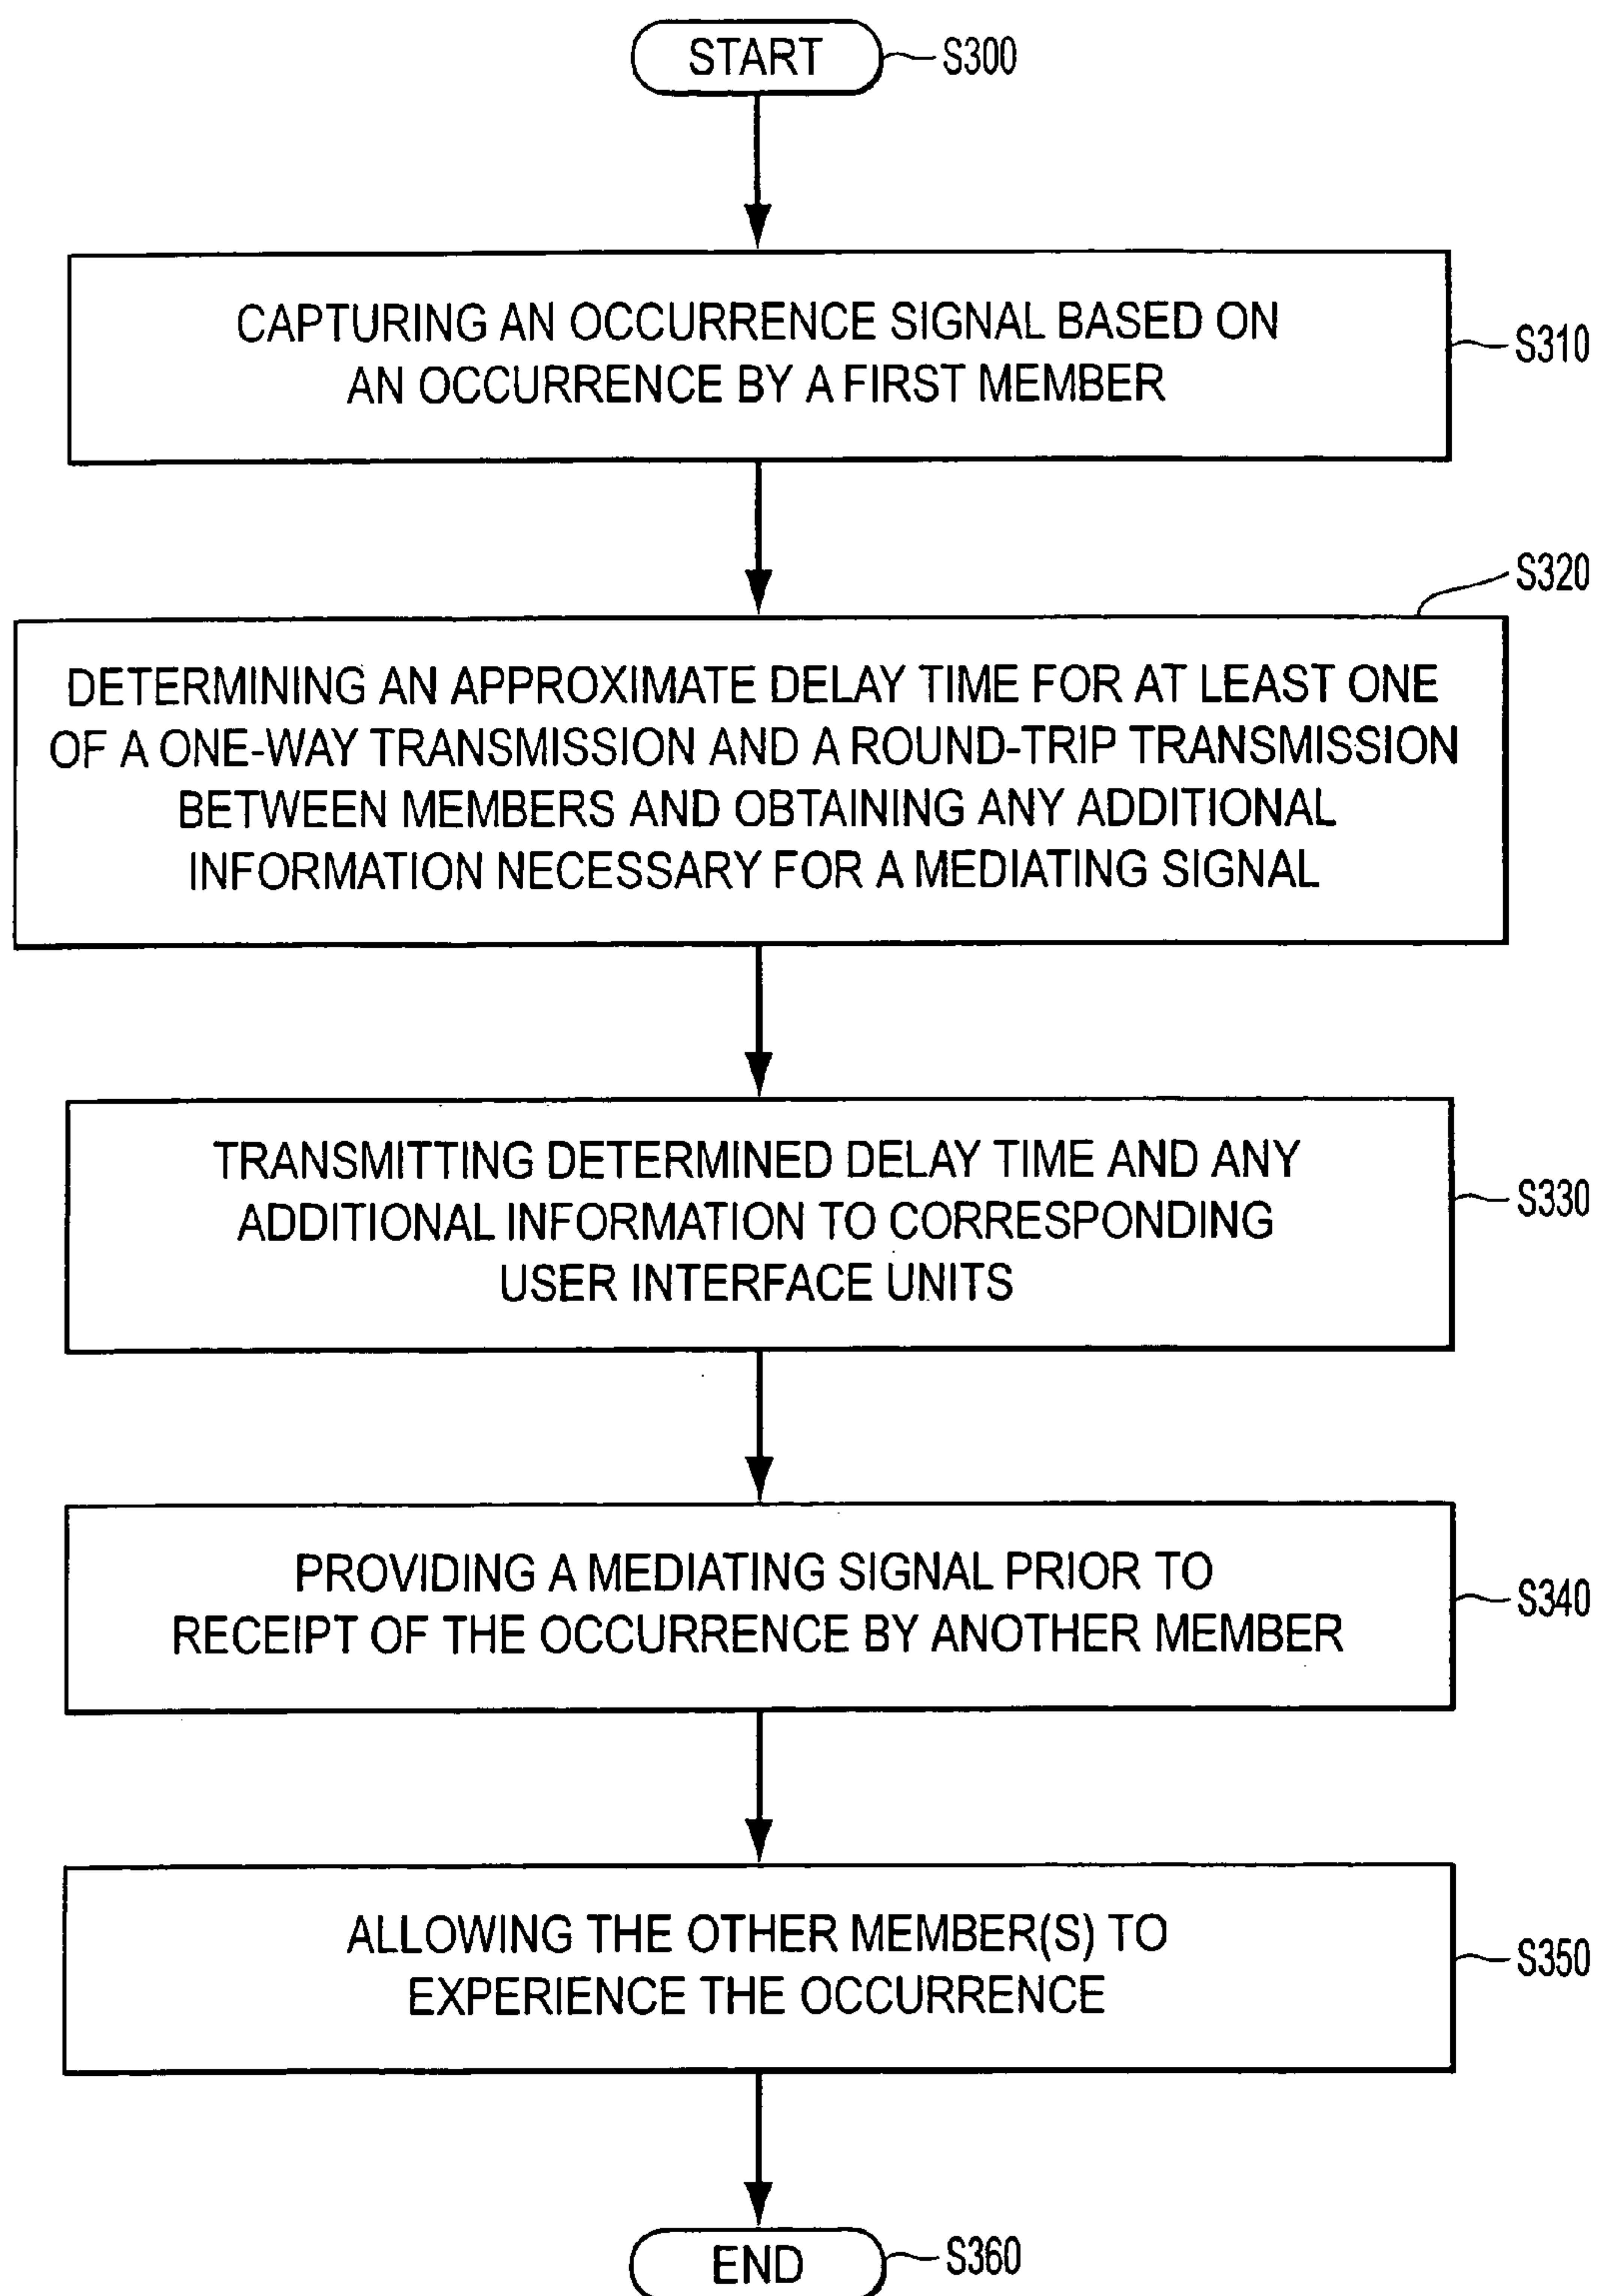 START
S300
CAPTURING AN OCCURRENCE SIGNAL BASED ON
AN OCCURRENCE BY A FIRST MEMBER
S310
S320
DETERMINING AN APPROXIMATE DELAY TIME FOR AT LEAST ONE
OF A ONE-WAY TRANSMISSION AND A ROUND-TRIP TRANSMISSION
BETWEEN MEMBERS AND OBTAINING ANY ADDITIONAL
INFORMATION NECESSARY FOR A MEDIATING SIGNAL
TRANSMITTING DETERMINED DELAY TIME AND ANY
ADDITIONAL INFORMATION TO CORRESPONDING
USER INTERFACE UNITS
S330
PROVIDING A MEDIATING SIGNAL PRIOR TO
RECEIPT OF THE OCCURRENCE BY ANOTHER MEMBER
S340
ALLOWING THE OTHER MEMBER(S) TO
EXPERIENCE THE OCCURRENCE
S350
END
S360